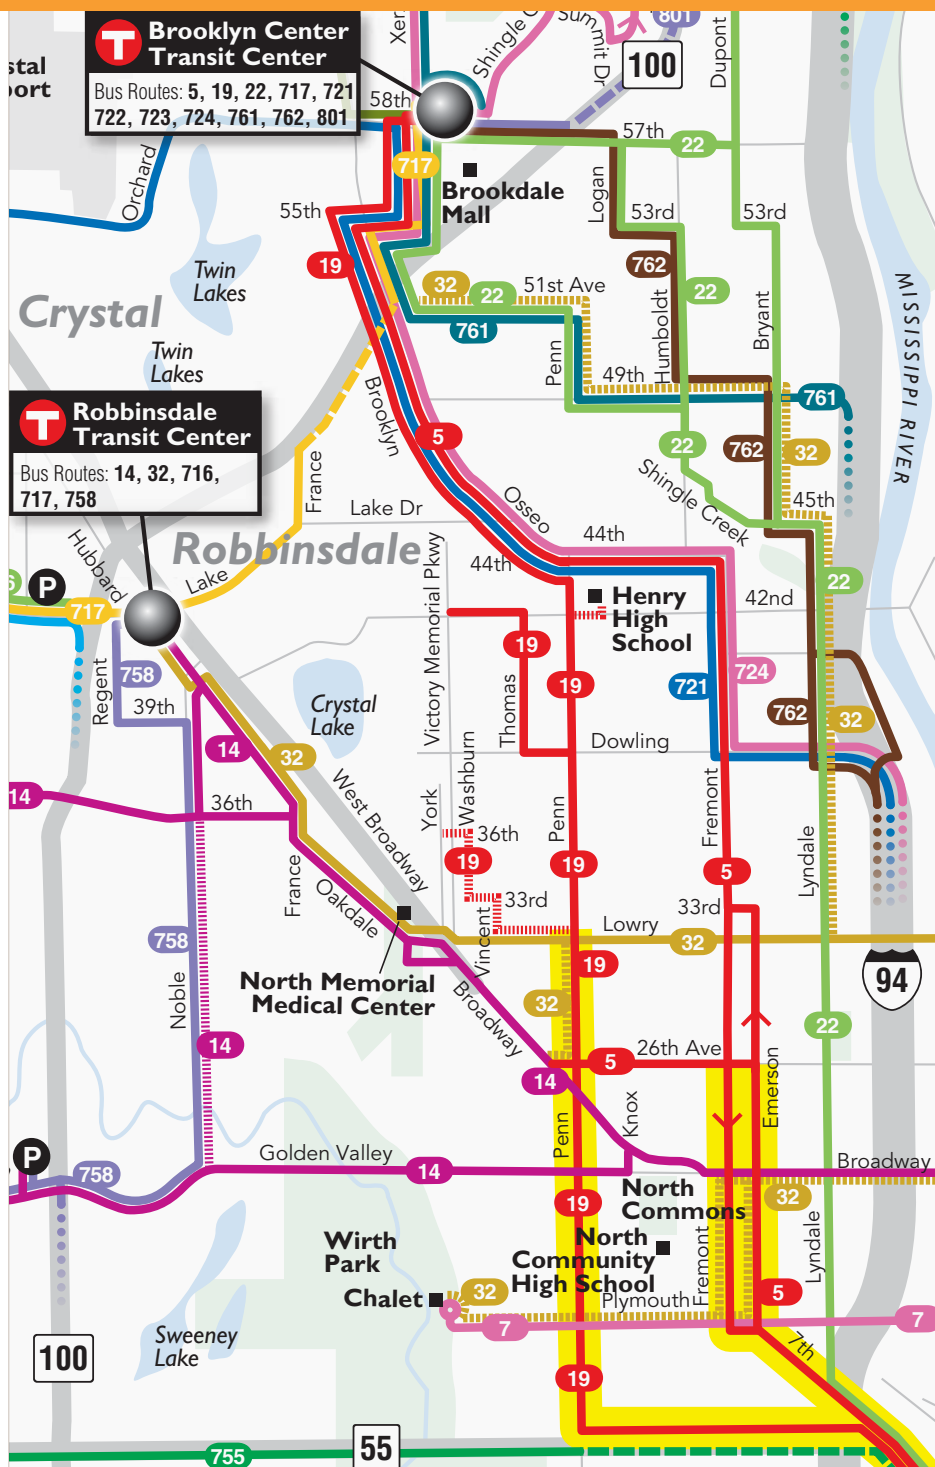 Brooklyn Center
Transit Center
Bus Routes: 5, 19, 22, 717, 721
722, 723, 724, 761, 762, 801
stal
ort
58th
Shingle C
Summit Dr
801
100
Dupont
57th
22
717
Brookdale
Mall
Orchard
55th
Logan
53rd
53rd
19
762
Twin
Lakes
32
22
51st Ave
22
Crystal
761
Penn
Humboldt
Bryant
MISSISSIPPI RIVER
Twin
Lakes
49th
761
Brooklyn
Robbinsdale
Transit Center
Bus Routes: 14, 32, 716,
717, 758
5
22
762
32
France
Shingle Creek
Lake Dr
Osseo
45th
Robbinsdale
44th
44th
Hubbard
P
Lake
717
Victory Memorial Pkwy
Henry
High
School
42nd
22
19
Regent
758
19
721
724
39th
Crystal
Lake
Thomas
762
32
14
32
Dowling
14
36th
West Broadway
York
Washburn
36th
Penn
Fremont
Lyndale
19
19
5
France
Oakdale
33rd
33rd
758
Vincent
Lowry
32
North Memorial
Medical Center
19
94
Noble
32
Broadway
22
14
5
26th Ave
14
Emerson
Knox
Penn
P
758
Golden Valley
14
Broadway
North
Commons
32
19
Wirth
Park
North
Community
High School
Fremont
Lyndale
Chalet
32
Plymouth
5
7
7
Sweeney
Lake
7th
100
19
55
755